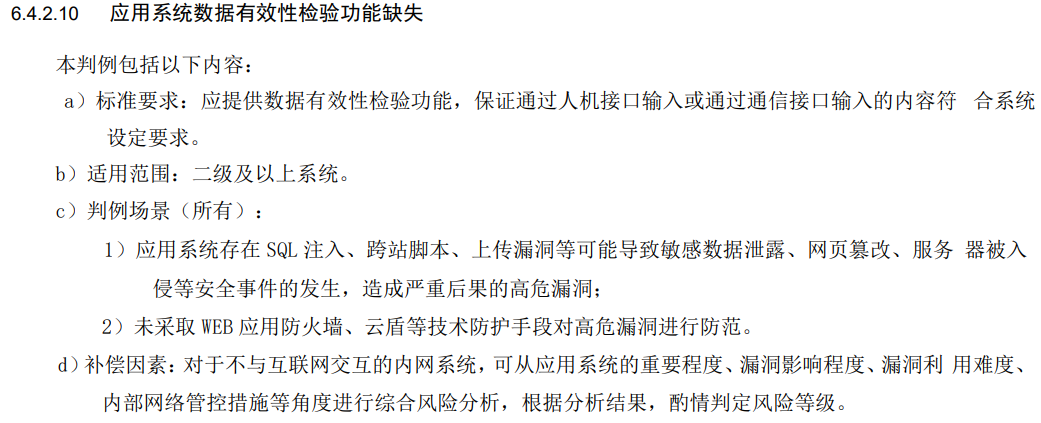 6.4.2.10 应用系统数据有效性检验功能缺失
本判例包括以下内容：
a）标准要求：应提供数据有效性检验功能，保证通过人机接口输入或通过通信接口输入的内容符 合系统
设定要求。
b）适用范围：二级及以上系统。
c）判例场景（所有）：
1）应用系统存在 SQL 注入、跨站脚本、上传漏洞等可能导致敏感数据泄露、网页篡改、服务 器被入
侵等安全事件的发生，造成严重后果的高危漏洞；
2）未采取 WEB 应用防火墙、云盾等技术防护手段对高危漏洞进行防范。
d）补偿因素：对于不与互联网交互的内网系统，可从应用系统的重要程度、漏洞影响程度、漏洞利 用难度、
内部网络管控措施等角度进行综合风险分析，根据分析结果，酌情判定风险等级。